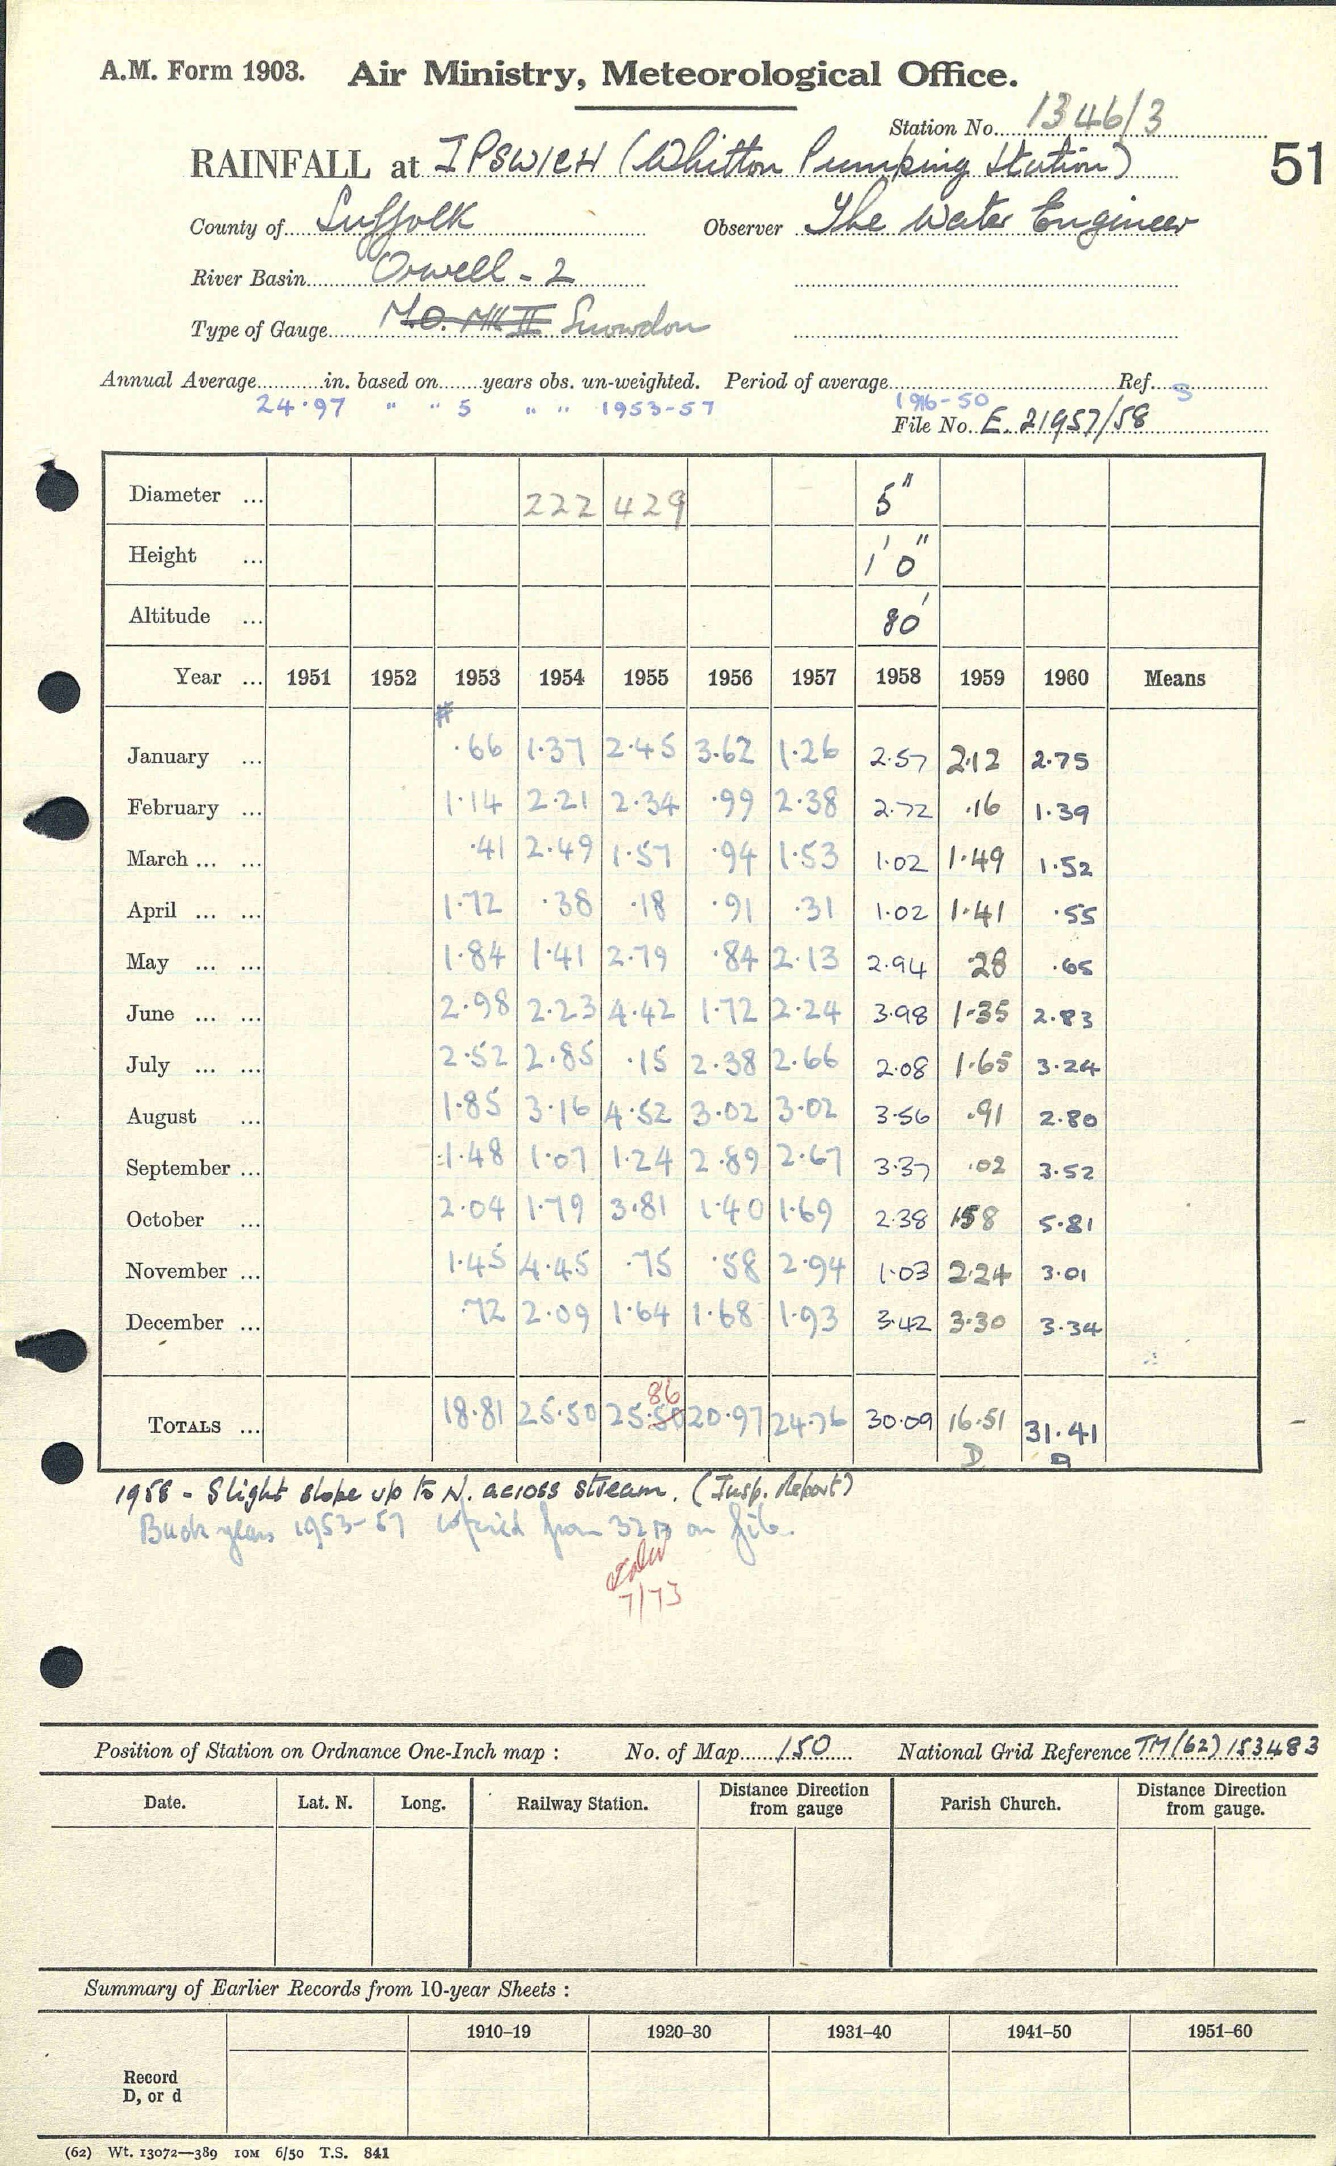 A.M. Form 1903. Air Ministry, Meteorological Office.
Station No. 1346/3
RAINFALL at IPSWICH (Whitton Pumping Station)
51
County of Suffolk Observer The Water Engineer
River Basin Orwell - 2
Type of Gauge M.O. MK II Snowdon
Annual Average in. based on years obs. un-weighted. Period of average Ref. S
24.97 " " 5 " " 1953-57 1916-50
File No. E. 21957/58
Diameter ... 222 429 5"
Height ... 1' 0"
Altitude ... 80'
Year ... 1951 1952 1953 1954 1955 1956 1957 1958 1959 1960 Means
#
January ... .66 1.37 2.45 3.62 1.26 2.57 2.12 2.75
February ... 1.14 2.21 2.34 .99 2.38 2.72 .16 1.39
March ... ... .41 2.49 1.57 .94 1.53 1.02 1.49 1.52
April ... ... 1.72 .38 .18 .91 .31 1.02 1.41 .55
May ... ... 1.84 1.41 2.79 .84 2.13 2.94 .28 .65
June ... ... 2.98 2.23 4.42 1.72 2.24 3.98 1.35 2.83
July ... ... 2.52 2.85 .15 2.38 2.66 2.08 1.65 3.24
August ... 1.85 3.16 4.52 3.02 3.02 3.56 .91 2.80
September ... 1.48 1.07 1.24 2.89 2.67 3.37 .02 3.52
October ... 2.04 1.79 3.81 1.40 1.69 2.38 1.58 5.81
November ... 1.45 4.45 .75 .58 2.94 1.03 2.24 3.01
December ... .72 2.09 1.64 1.68 1.93 3.42 3.30 3.34
86
TOTALS ... 18.81 25.50 25.50 20.97 24.76 30.09 16.51 31.41
D D
1958 - Slight slope up to N. across stream. (Insp. Report)
Back years 1953-57 copied from on file.
7/73
Position of Station on Ordnance One-Inch map : No. of Map 150 National Grid Reference TM(62)153483
Date. Lat. N. Long. Railway Station. Distance Direction from gauge Parish Church. Distance Direction from gauge.
Summary of Earlier Records from 10-year Sheets :
1910–19 1920–30 1931–40 1941–50 1951–60
Record
D, or d
(62) Wt. 13072—389 10M 6/50 T.S. 841